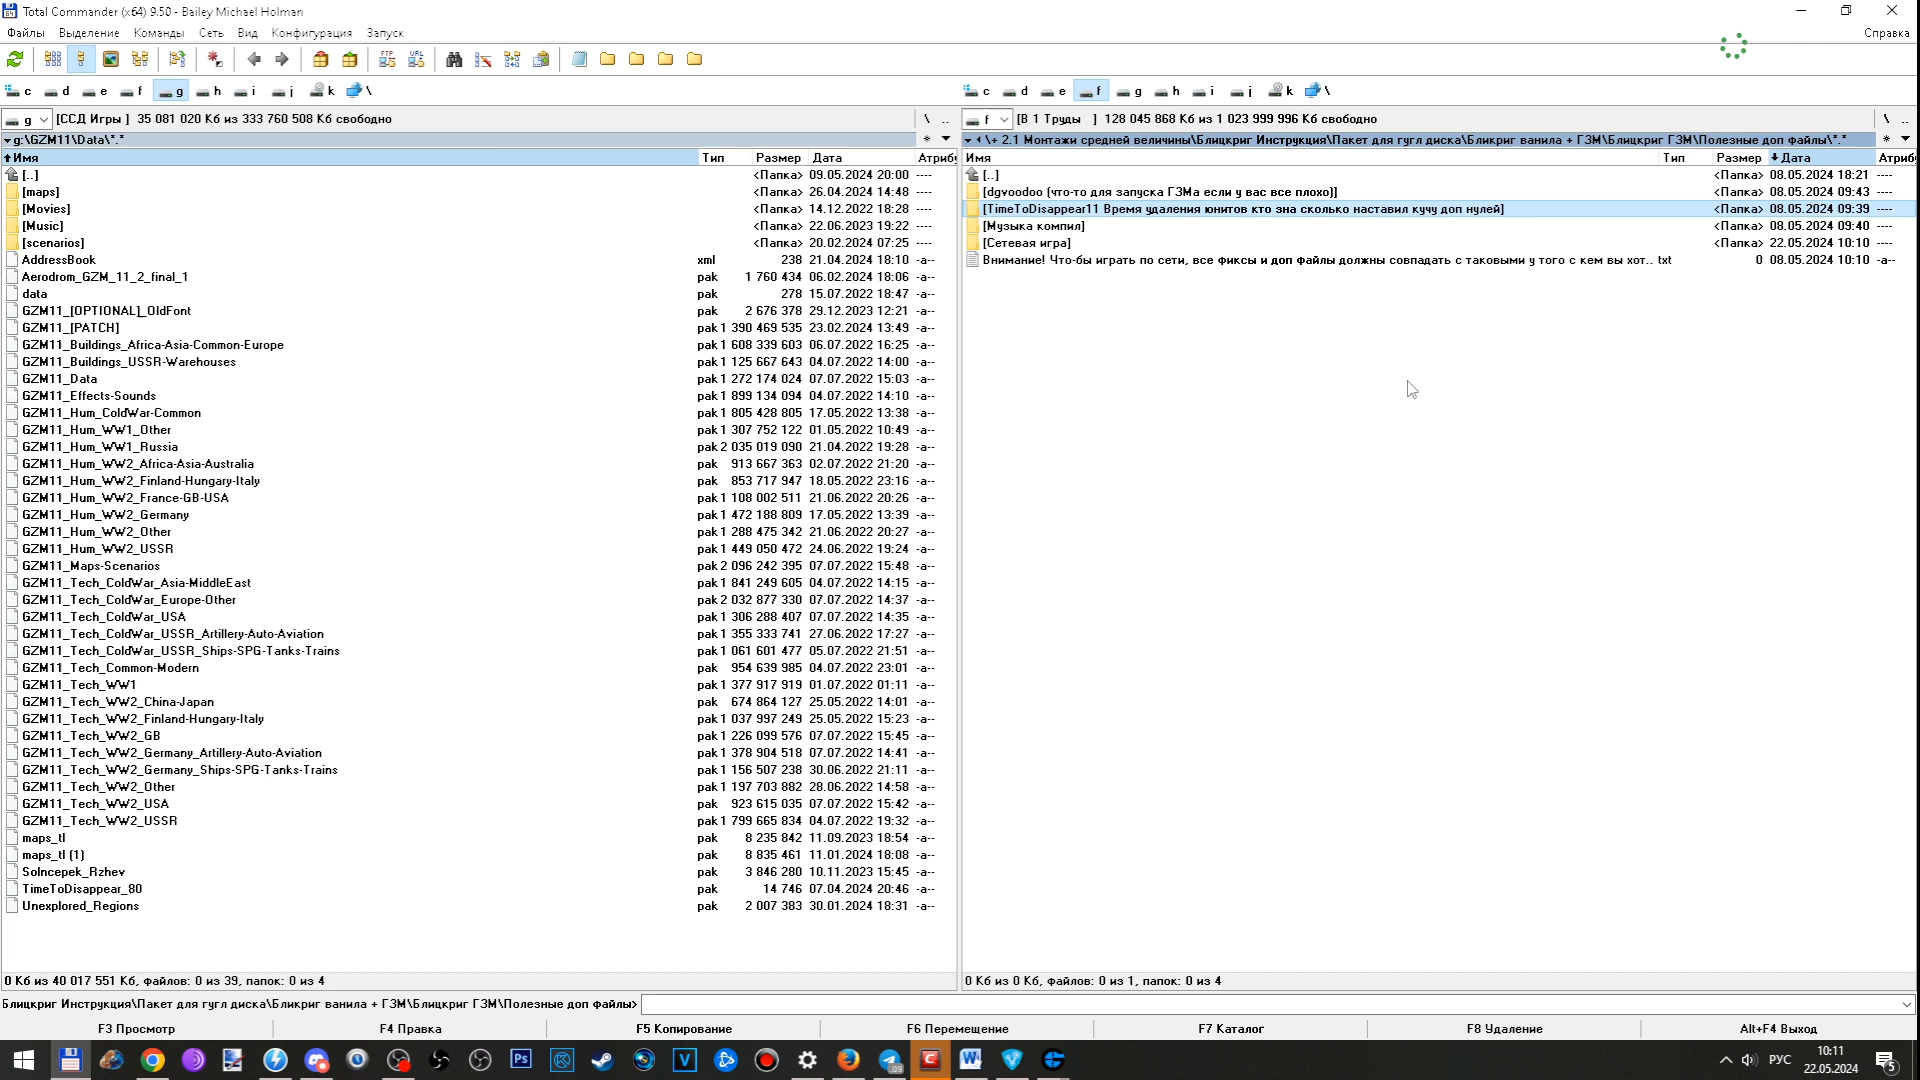 Total Commander (x64) 9.50 - Bailey Michael Holman
Файлы Выделение Команды Сеть Вид Конфигурация Запуск Справка
c d e f g h i j k \
c d e f g h i j k \
g [ССД Игры ] 35 081 020 Кб из 333 760 508 Кб свободно \ ..
g:\GZM11\Data\*.* * 
Имя Тип Размер Дата Атрибу
[..] <Папка> 09.05.2024 20:00 ----
[maps] <Папка> 26.04.2024 14:48 ----
[Movies] <Папка> 14.12.2022 18:28 ----
[Music] <Папка> 22.06.2023 19:22 ----
[scenarios] <Папка> 20.02.2024 07:25 ----
AddressBook xml 238 21.04.2024 18:10 -a--
Aerodrom_GZM_11_2_final_1 pak 1 760 434 06.02.2024 18:06 -a--
data pak 278 15.07.2022 18:47 -a--
GZM11_[OPTIONAL]_OldFont pak 2 676 378 29.12.2023 12:21 -a--
GZM11_[PATCH] pak 1 390 469 535 23.02.2024 13:49 -a--
GZM11_Buildings_Africa-Asia-Common-Europe pak 1 608 339 603 06.07.2022 16:25 -a--
GZM11_Buildings_USSR-Warehouses pak 1 125 667 643 04.07.2022 14:00 -a--
GZM11_Data pak 1 272 174 024 07.07.2022 15:03 -a--
GZM11_Effects-Sounds pak 1 899 134 094 04.07.2022 14:10 -a--
GZM11_Hum_ColdWar-Common pak 1 805 428 805 17.05.2022 13:38 -a--
GZM11_Hum_WW1_Other pak 1 307 752 122 01.05.2022 10:49 -a--
GZM11_Hum_WW1_Russia pak 2 035 019 090 21.04.2022 19:28 -a--
GZM11_Hum_WW2_Africa-Asia-Australia pak 913 667 363 02.07.2022 21:20 -a--
GZM11_Hum_WW2_Finland-Hungary-Italy pak 853 717 947 18.05.2022 23:16 -a--
GZM11_Hum_WW2_France-GB-USA pak 1 108 002 511 21.06.2022 20:26 -a--
GZM11_Hum_WW2_Germany pak 1 472 188 809 17.05.2022 13:39 -a--
GZM11_Hum_WW2_Other pak 1 288 475 342 21.06.2022 20:27 -a--
GZM11_Hum_WW2_USSR pak 1 449 050 472 24.06.2022 19:24 -a--
GZM11_Maps-Scenarios pak 2 096 242 395 07.07.2022 15:48 -a--
GZM11_Tech_ColdWar_Asia-MiddleEast pak 1 841 249 605 04.07.2022 14:15 -a--
GZM11_Tech_ColdWar_Europe-Other pak 2 032 877 330 07.07.2022 14:37 -a--
GZM11_Tech_ColdWar_USA pak 1 306 288 407 07.07.2022 14:35 -a--
GZM11_Tech_ColdWar_USSR_Artillery-Auto-Aviation pak 1 355 333 741 27.06.2022 17:27 -a--
GZM11_Tech_ColdWar_USSR_Ships-SPG-Tanks-Trains pak 1 061 601 477 05.07.2022 21:51 -a--
GZM11_Tech_Common-Modern pak 954 639 985 04.07.2022 23:01 -a--
GZM11_Tech_WW1 pak 1 377 917 919 01.07.2022 01:11 -a--
GZM11_Tech_WW2_China-Japan pak 674 864 127 25.05.2022 14:01 -a--
GZM11_Tech_WW2_Finland-Hungary-Italy pak 1 037 997 249 25.05.2022 15:23 -a--
GZM11_Tech_WW2_GB pak 1 226 099 576 07.07.2022 15:45 -a--
GZM11_Tech_WW2_Germany_Artillery-Auto-Aviation pak 1 378 904 518 07.07.2022 14:41 -a--
GZM11_Tech_WW2_Germany_Ships-SPG-Tanks-Trains pak 1 156 507 238 30.06.2022 21:11 -a--
GZM11_Tech_WW2_Other pak 1 197 703 882 28.06.2022 14:58 -a--
GZM11_Tech_WW2_USA pak 923 615 035 07.07.2022 15:42 -a--
GZM11_Tech_WW2_USSR pak 1 799 665 834 04.07.2022 19:32 -a--
maps_tl pak 8 235 842 11.09.2023 18:54 -a--
maps_tl (1) pak 8 835 461 11.01.2024 18:08 -a--
Solncepek_Rzhev pak 3 846 280 10.11.2023 15:45 -a--
TimeToDisappear_80 pak 14 746 07.04.2024 20:46 -a--
Unexplored_Regions pak 2 007 383 30.01.2024 18:31 -a--
0 Кб из 40 017 551 Кб, файлов: 0 из 39, папок: 0 из 4
f [В 1 Труды ] 128 045 868 Кб из 1 023 999 996 Кб свободно \ ..
\+ 2.1 Монтажи средней величины\Блицкриг Инструкция\Пакет для гугл диска\Бликриг ванила + ГЗМ\Блицкриг ГЗМ\Полезные доп файлы\*.* *
Имя Тип Размер Дата Атрибу
[..] <Папка> 08.05.2024 18:21 ----
[dgvoodoo (что-то для запуска ГЗМа если у вас все плохо)] <Папка> 08.05.2024 09:43 ----
[TimeToDisappear11 Время удаления юнитов кто зна сколько наставил кучу доп нулей] <Папка> 08.05.2024 09:39 ----
[Музыка компил] <Папка> 08.05.2024 09:40 ----
[Сетевая игра] <Папка> 22.05.2024 10:10 ----
Внимание! Что-бы играть по сети, все фиксы и доп файлы должны совпадать с таковыми у того с кем вы хот.. txt 0 08.05.2024 10:10 -a--
0 Кб из 0 Кб, файлов: 0 из 1, папок: 0 из 4
Блицкриг Инструкция\Пакет для гугл диска\Бликриг ванила + ГЗМ\Блицкриг ГЗМ\Полезные доп файлы>
F3 Просмотр F4 Правка F5 Копирование F6 Перемещение F7 Каталог F8 Удаление Alt+F4 Выход
РУС 10:11
22.05.2024